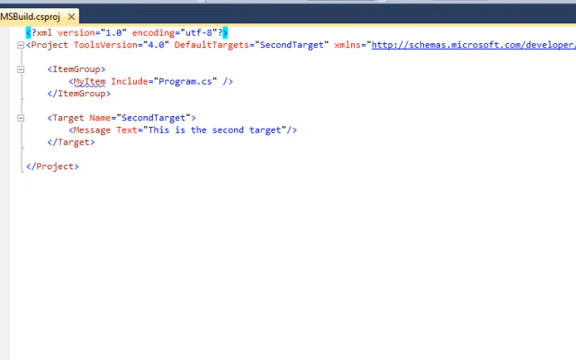 MSBuild.csproj
<?xml version="1.0" encoding="utf-8"?>
<Project ToolsVersion="4.0" DefaultTargets="SecondTarget" xmlns="http://schemas.microsoft.com/developer/
<ItemGroup>
<MyItem Include="Program.cs" />
</ItemGroup>
<Target Name="SecondTarget">
<Message Text="This is the second target"/>
</Target>
</Project>